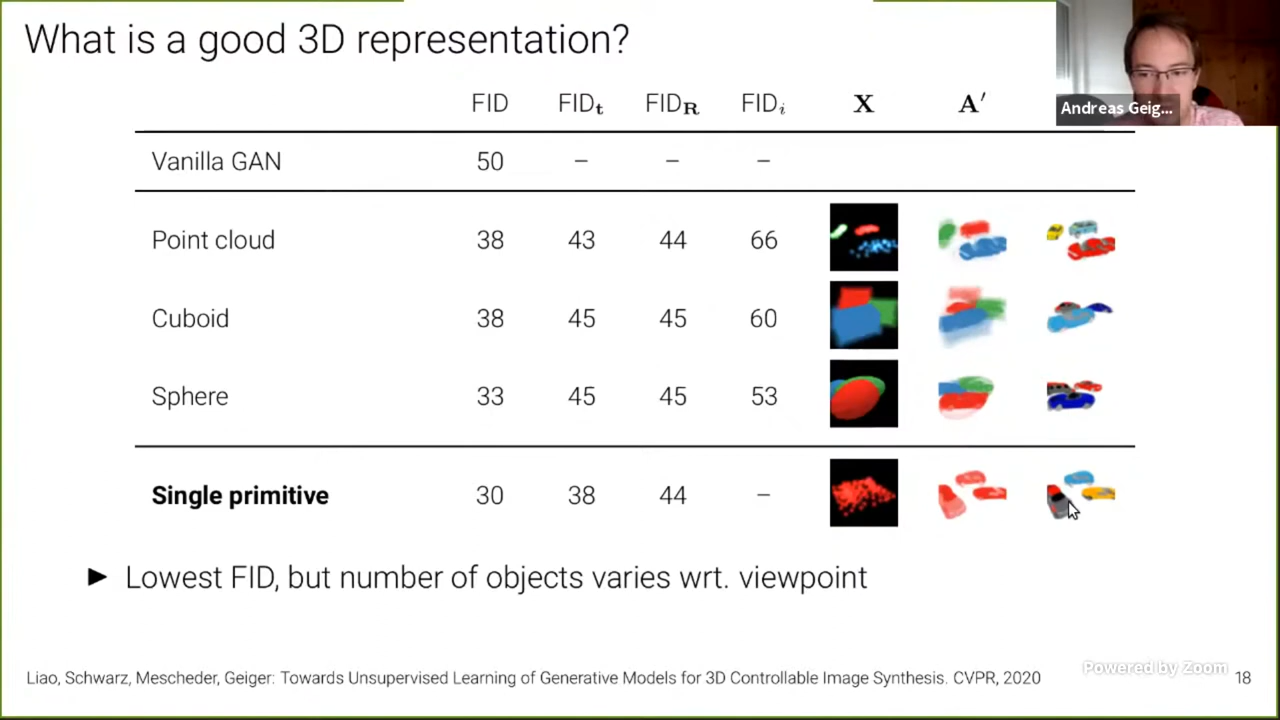 What is a good 3D representation?
Andreas Geig...
FID FIDt FIDR FIDi X A′
Vanilla GAN 50 – – –
Point cloud 38 43 44 66
Cuboid 38 45 45 60
Sphere 33 45 45 53
Single primitive 30 38 44 –
► Lowest FID, but number of objects varies wrt. viewpoint
Powered by Zoom
Liao, Schwarz, Mescheder, Geiger: Towards Unsupervised Learning of Generative Models for 3D Controllable Image Synthesis. CVPR, 2020 18